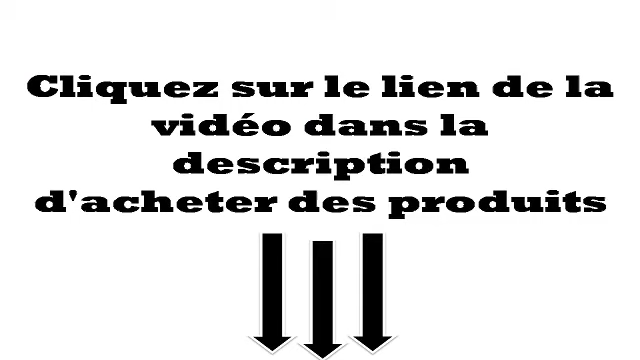 Cliquez sur le lien de la
vidéo dans la
description
d'acheter des produits